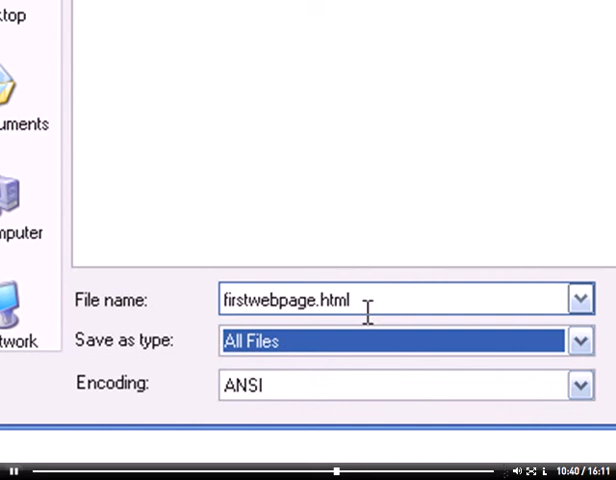 ktop
uments
mputer
twork
File name:
firstwebpage.html
Save as type:
All Files
Encoding:
ANSI
10:40 / 16:11